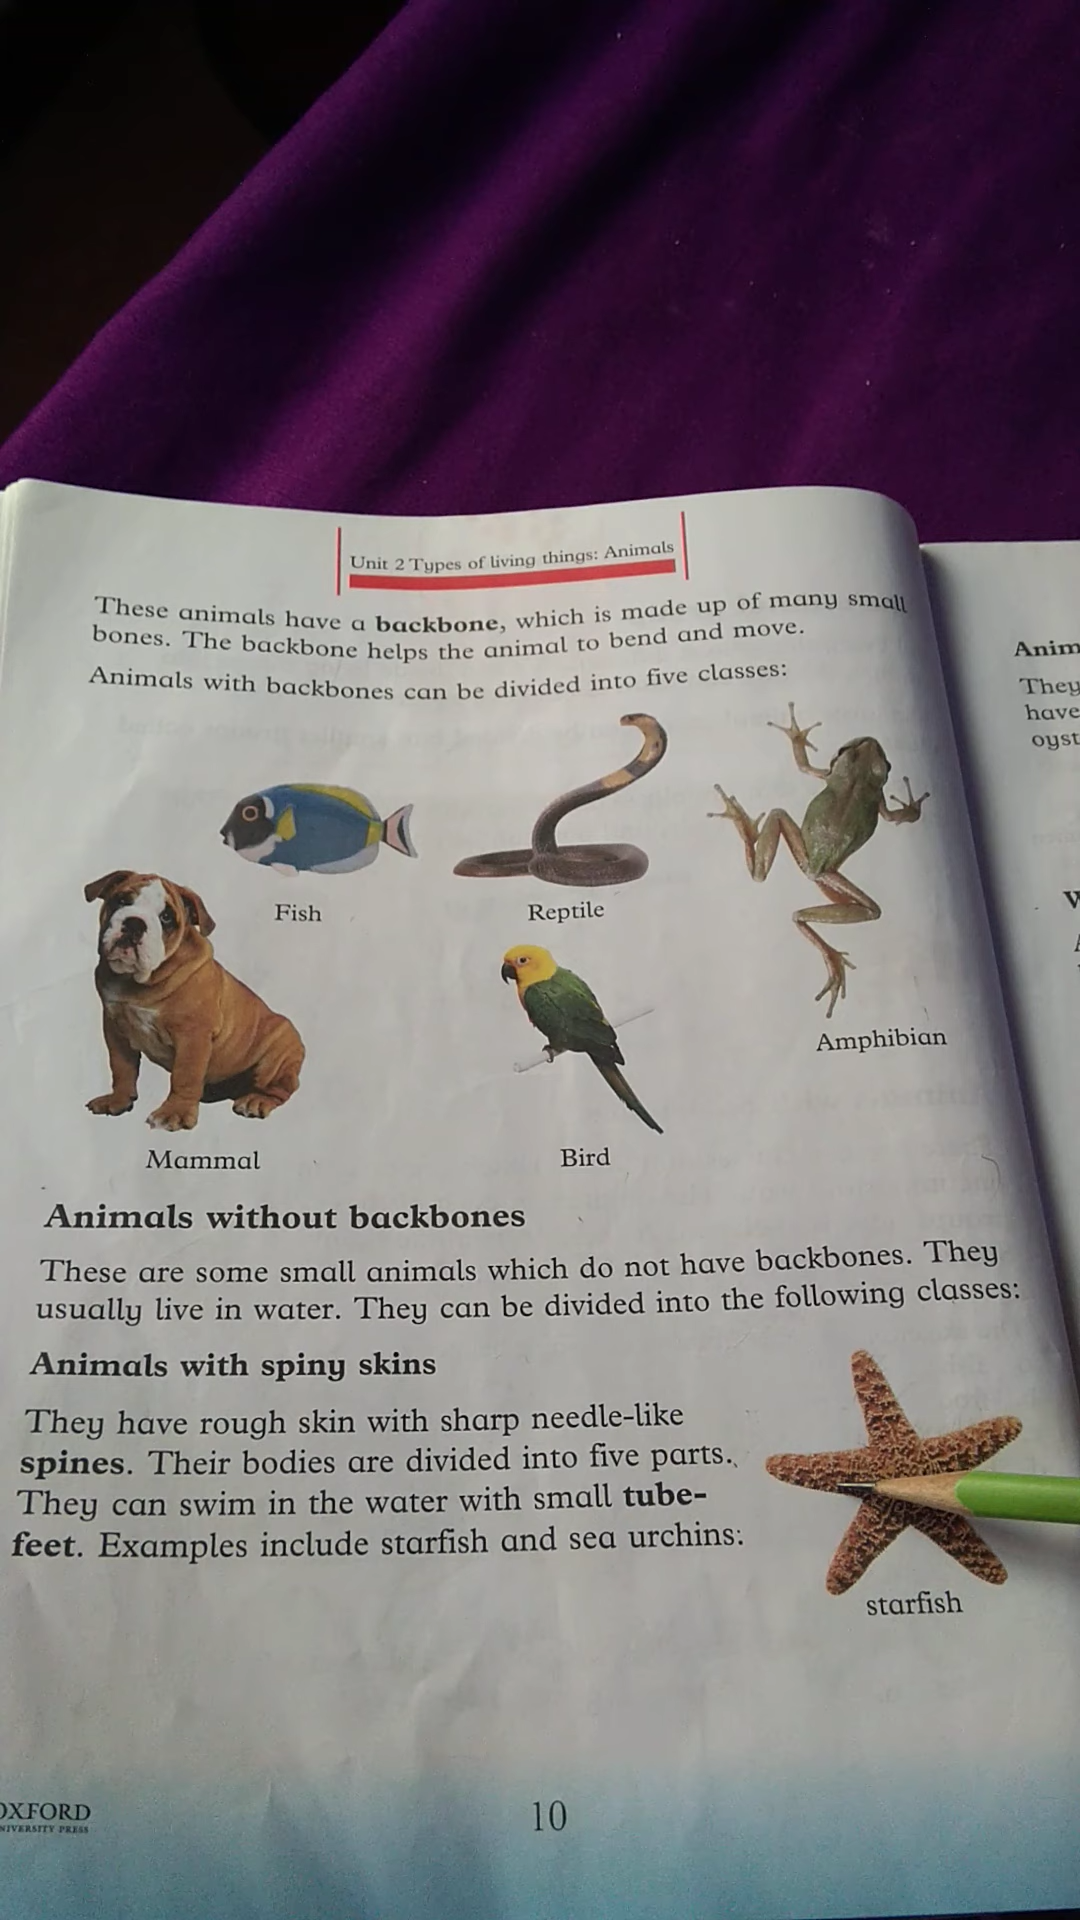 Unit 2 Types of living things: Animals
These animals have a backbone, which is made up of many small
bones. The backbone helps the animal to bend and move.
Animals with backbones can be divided into five classes:
Fish
Reptile
Amphibian
Mammal
Bird
Animals without backbones
These are some small animals which do not have backbones. They
usually live in water. They can be divided into the following classes:
Animals with spiny skins
They have rough skin with sharp needle-like
spines. Their bodies are divided into five parts.
They can swim in the water with small tube-
feet. Examples include starfish and sea urchins:
starfish
OXFORD
UNIVERSITY PRESS
10
Anim
They
have
oyst